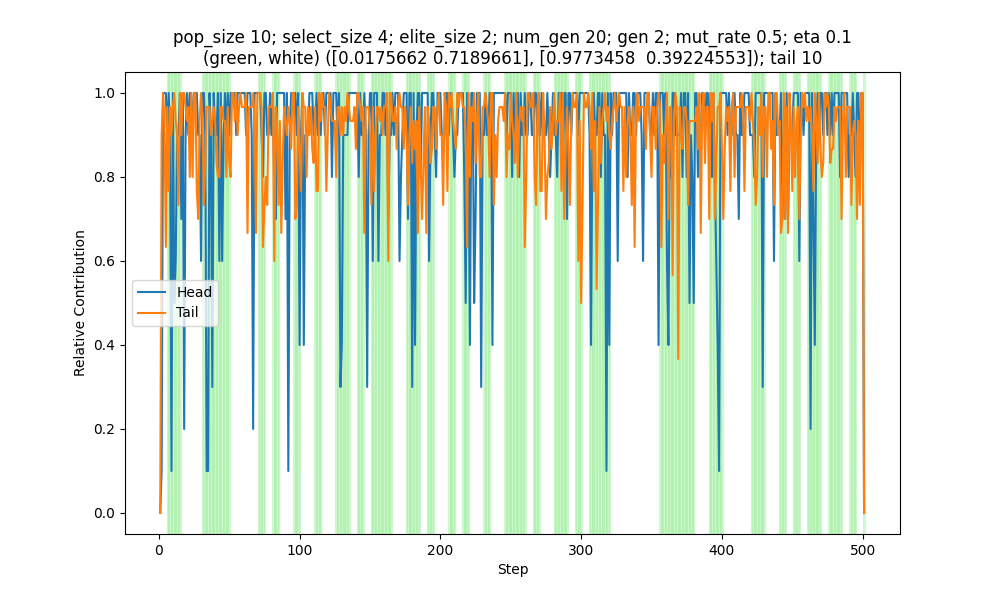 pop_size 10; select_size 4; elite_size 2; num_gen 20; gen 2; mut_rate 0.5; eta 0.1
(green, white) ([0.0175662 0.7189661], [0.9773458  0.39224553]); tail 10
1.0
0.8
0.6
0.4
0.2
0.0
Relative Contribution
Head
Tail
0
100
200
300
400
500
Step